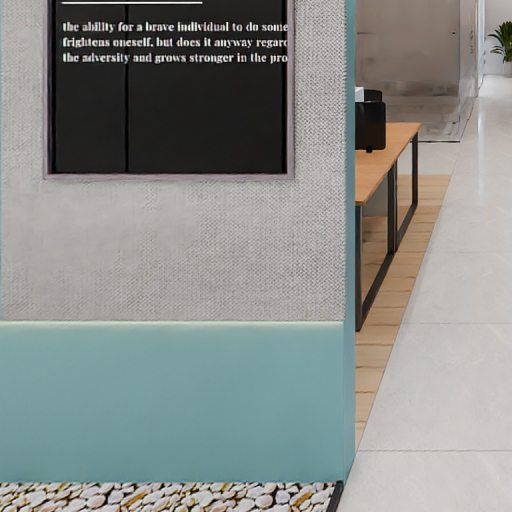 the ability for a brave individual to do some
frightens oneself, but does it anyway regar
the adversity and grows stronger in the pro